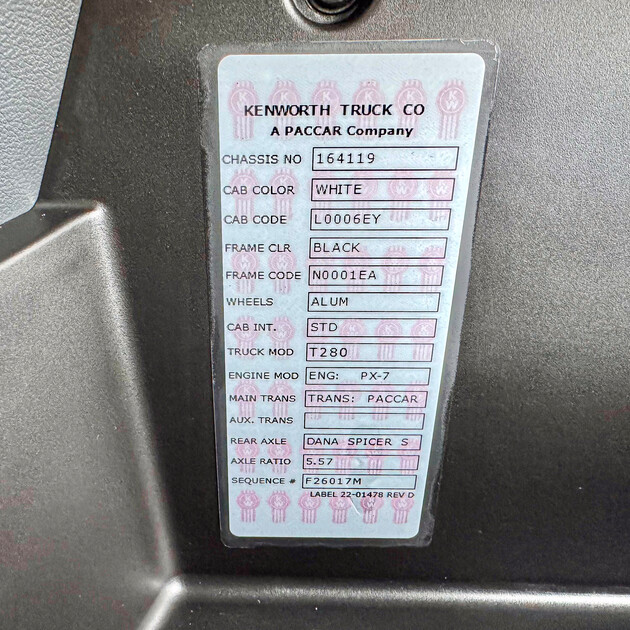 KENWORTH TRUCK CO
A PACCAR Company
CHASSIS NO 164119
CAB COLOR WHITE
CAB CODE L0006EY
FRAME CLR BLACK
FRAME CODE N0001EA
WHEELS ALUM
CAB INT. STD
TRUCK MOD T280
ENGINE MOD ENG: PX-7
MAIN TRANS TRANS: PACCAR
AUX. TRANS
REAR AXLE DANA SPICER S
AXLE RATIO 5.57
SEQUENCE # F26017M
LABEL 22-01478 REV D